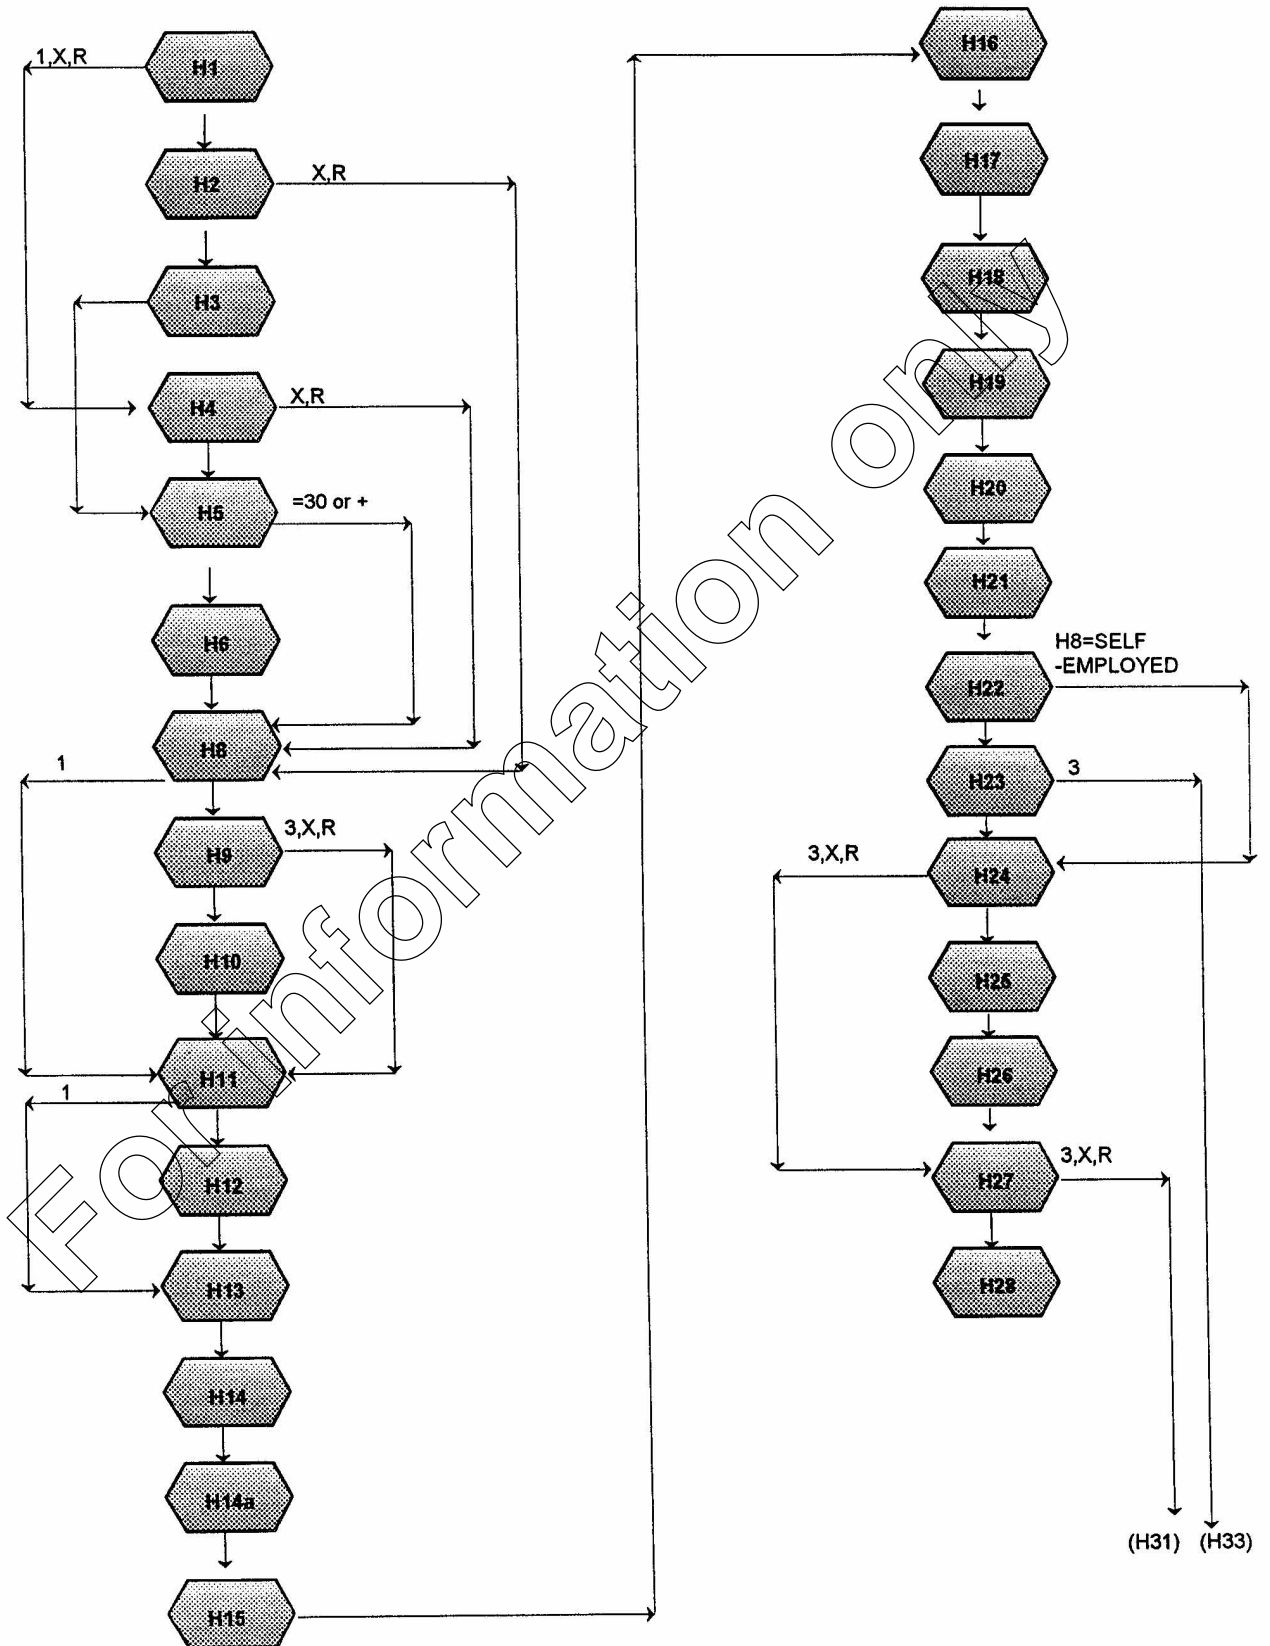 1,X,R
H1
H2
X,R
H3
H4
X,R
H5
=30 or +
H6
H8
1
H9
3,X,R
H10
H11
1
H12
H13
H14
H14a
H15
H16
H17
H18
H19
H20
H21
H8=SELF
-EMPLOYED
H22
H23
3
3,X,R
H24
H25
H26
H27
3,X,R
H28
(H31) (H33)
For information only